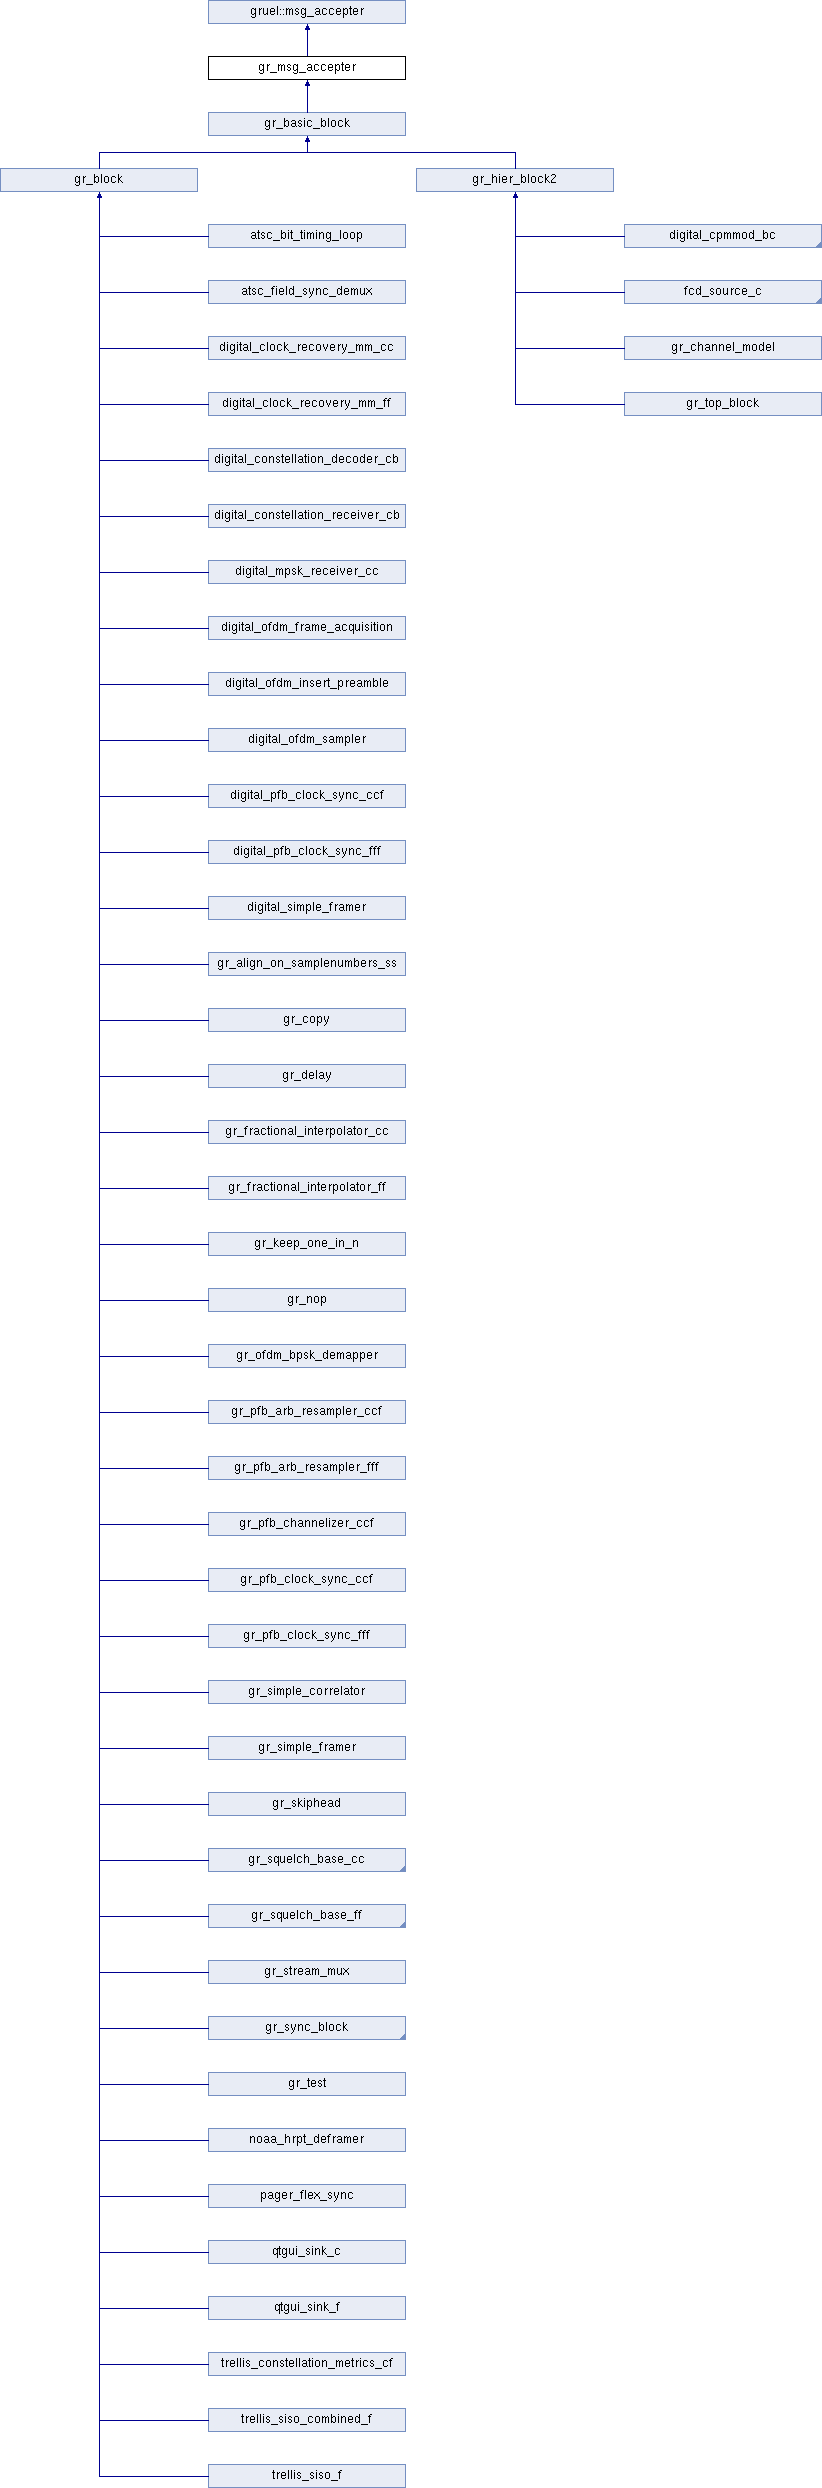 gruel::msg_accepter
gr_msg_accepter
gr_basic_block
gr_block
gr_hier_block2
atsc_bit_timing_loop
digital_cpmmod_bc
atsc_field_sync_demux
fcd_source_c
digital_clock_recovery_mm_cc
gr_channel_model
digital_clock_recovery_mm_ff
gr_top_block
digital_constellation_decoder_cb
digital_constellation_receiver_cb
digital_mpsk_receiver_cc
digital_ofdm_frame_acquisition
digital_ofdm_insert_preamble
digital_ofdm_sampler
digital_pfb_clock_sync_ccf
digital_pfb_clock_sync_fff
digital_simple_framer
gr_align_on_samplenumbers_ss
gr_copy
gr_delay
gr_fractional_interpolator_cc
gr_fractional_interpolator_ff
gr_keep_one_in_n
gr_nop
gr_ofdm_bpsk_demapper
gr_pfb_arb_resampler_ccf
gr_pfb_arb_resampler_fff
gr_pfb_channelizer_ccf
gr_pfb_clock_sync_ccf
gr_pfb_clock_sync_fff
gr_simple_correlator
gr_simple_framer
gr_skiphead
gr_squelch_base_cc
gr_squelch_base_ff
gr_stream_mux
gr_sync_block
gr_test
noaa_hrpt_deframer
pager_flex_sync
qtgui_sink_c
qtgui_sink_f
trellis_constellation_metrics_cf
trellis_siso_combined_f
trellis_siso_f